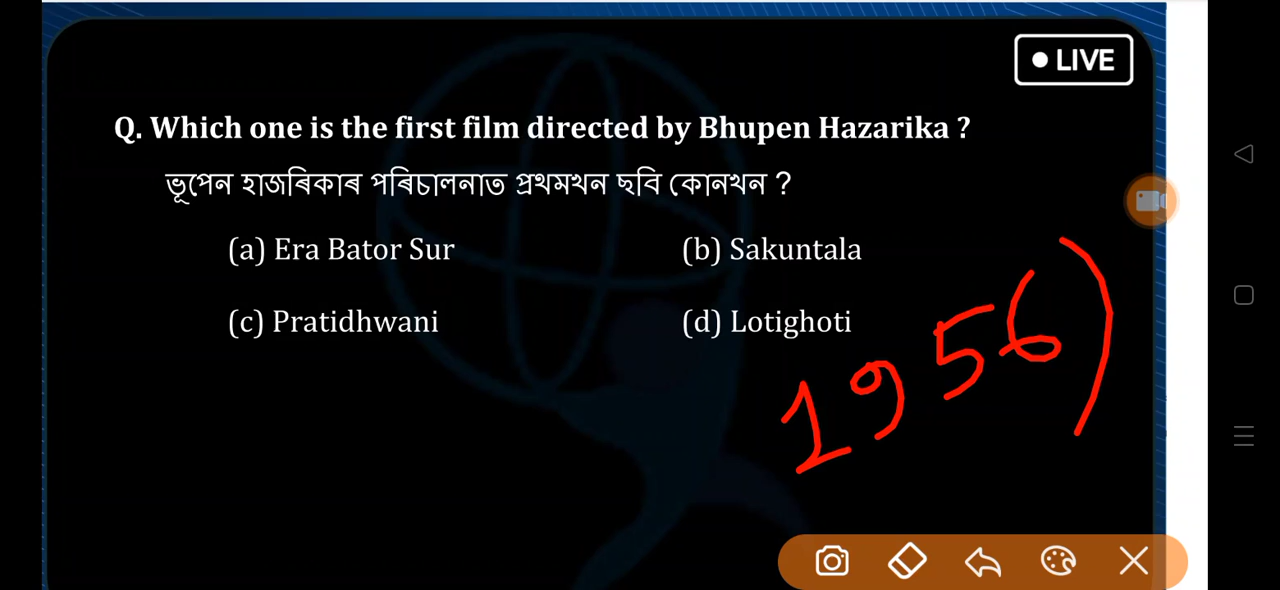 ● LIVE
Q. Which one is the first film directed by Bhupen Hazarika ?
ভূপেন হাজৰিকাৰ পৰিচালনাত প্ৰথমখন ছবি কোনখন ?
(a) Era Bator Sur (b) Sakuntala
(c) Pratidhwani (d) Lotighoti
1956)